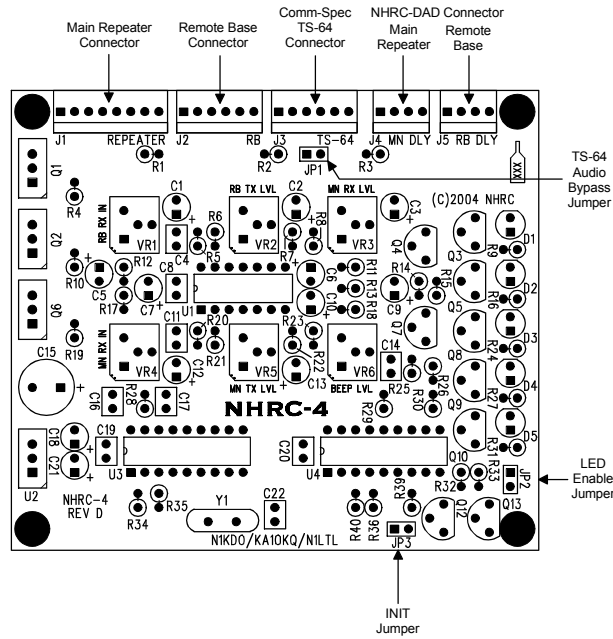 Main Repeater
Connector
Remote Base
Connector
Comm-Spec
TS-64
Connector
NHRC-DAD Connector
Main
Repeater
Remote
Base
J1
REPEATER
J2
RB
J3
TS-64
J4 MN DLY
J5 RB DLY
R1
R2
JP1
R3
XXX
TS-64
Audio
Bypass
Jumper
Q1
R4
C1
RB TX LVL
C2
MN RX LVL
C3
(C)2004 NHRC
RB RX IN
VR1
C4
R6
R5
VR2
R7
R8
VR3
Q4
Q3
R9
D1
Q2
R10
C5
R12
R17
C7
C8
U1
C6
C10
R11
R13
R18
C9
R14
R15
Q5
R16
D2
Q6
R19
MN RX IN
VR4
C11
C12
R20
R21
MN TX LVL
VR5
R23
R22
C13
BEEP LVL
VR6
C14
R25
Q7
Q8
R24
D3
R26
R27
D4
C15
C16
R28
C17
NHRC-4
R29
R30
Q9
R31
D5
C18
C21
U2
C19
U3
C20
U4
Q10
R32
R33
JP2
LED
Enable
Jumper
NHRC-4
REV D
R34
R35
Y1
C22
R40
R36
R39
JP3
Q12
Q13
N1KDO/KA1OKQ/N1LTL
INIT
Jumper